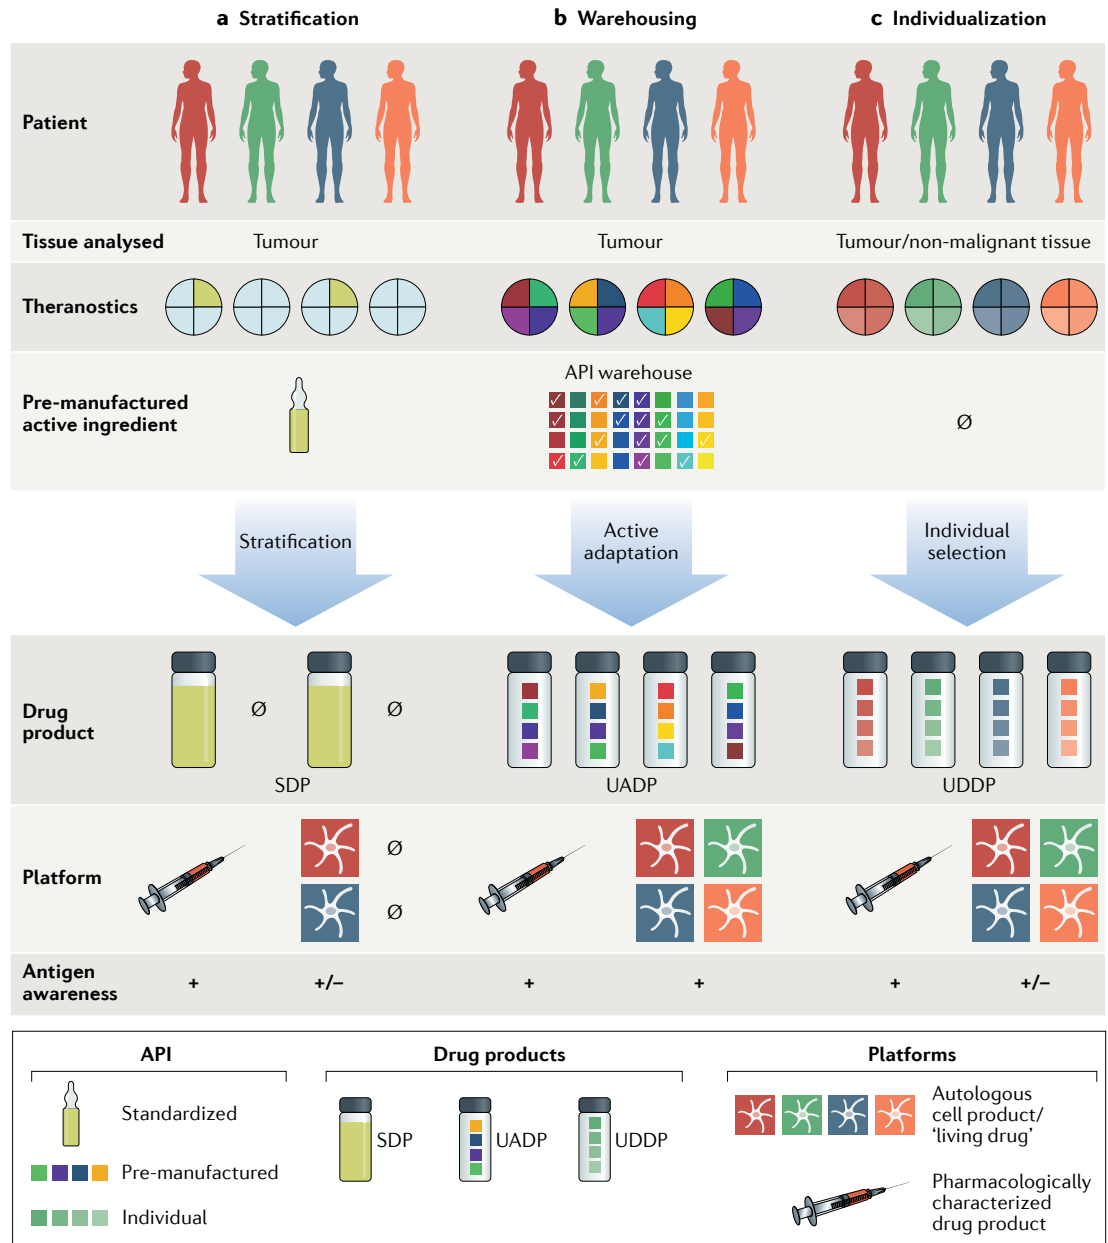 a Stratification
b Warehousing
c Individualization
Patient
Tissue analysed
Tumour
Tumour
Tumour/non-malignant tissue
Theranostics
Pre-manufactured
active ingredient
API warehouse
Ø
Stratification
Active
adaptation
Individual
selection
Drug
product
Ø
Ø
SDP
UADP
UDDP
Platform
Ø
Ø
Antigen
awareness
+
+/–
+
+
+
+/–
API
Standardized
Pre-manufactured
Individual
Drug products
SDP
UADP
UDDP
Platforms
Autologous
cell product/
‘living drug’
Pharmacologically
characterized
drug product